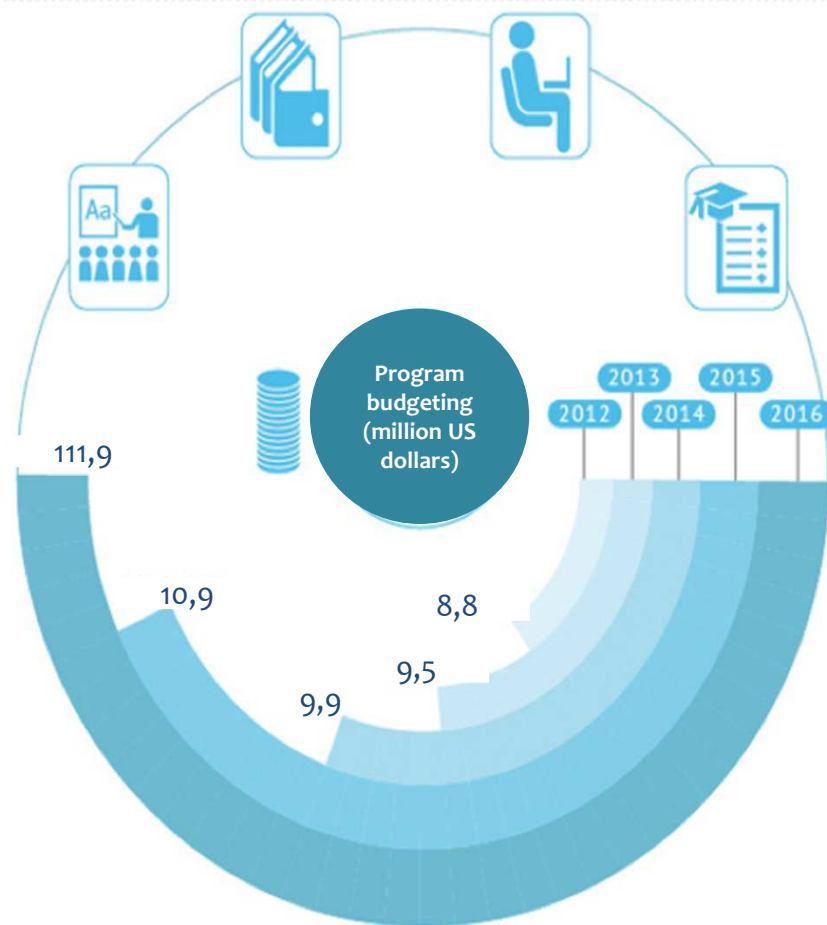 Aa
Program
budgeting
(million US
dollars)
2013
2015
2012
2014
2016
111,9
10,9
8,8
9,5
9,9